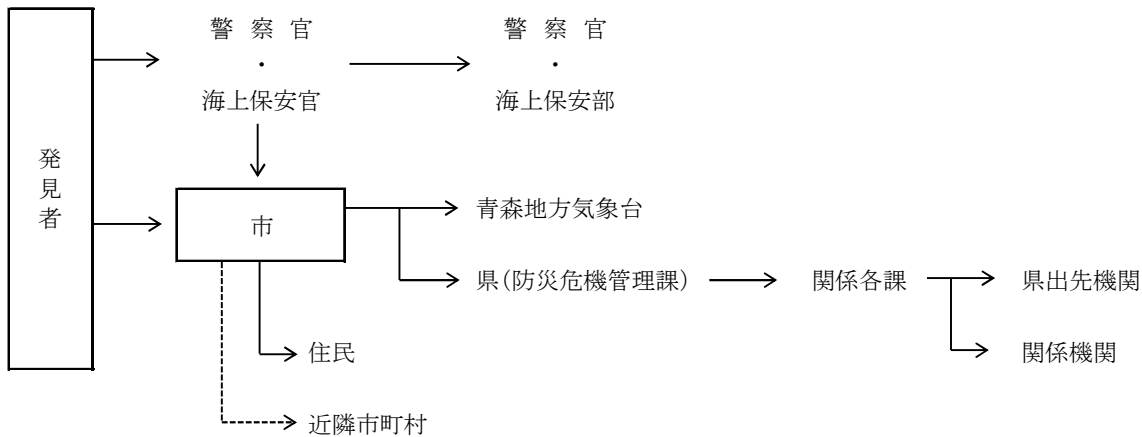 発見者
警察官
・
海上保安官
警察官
・
海上保安部
市
青森地方気象台
県(防災危機管理課)
関係各課
県出先機関
関係機関
住民
近隣市町村